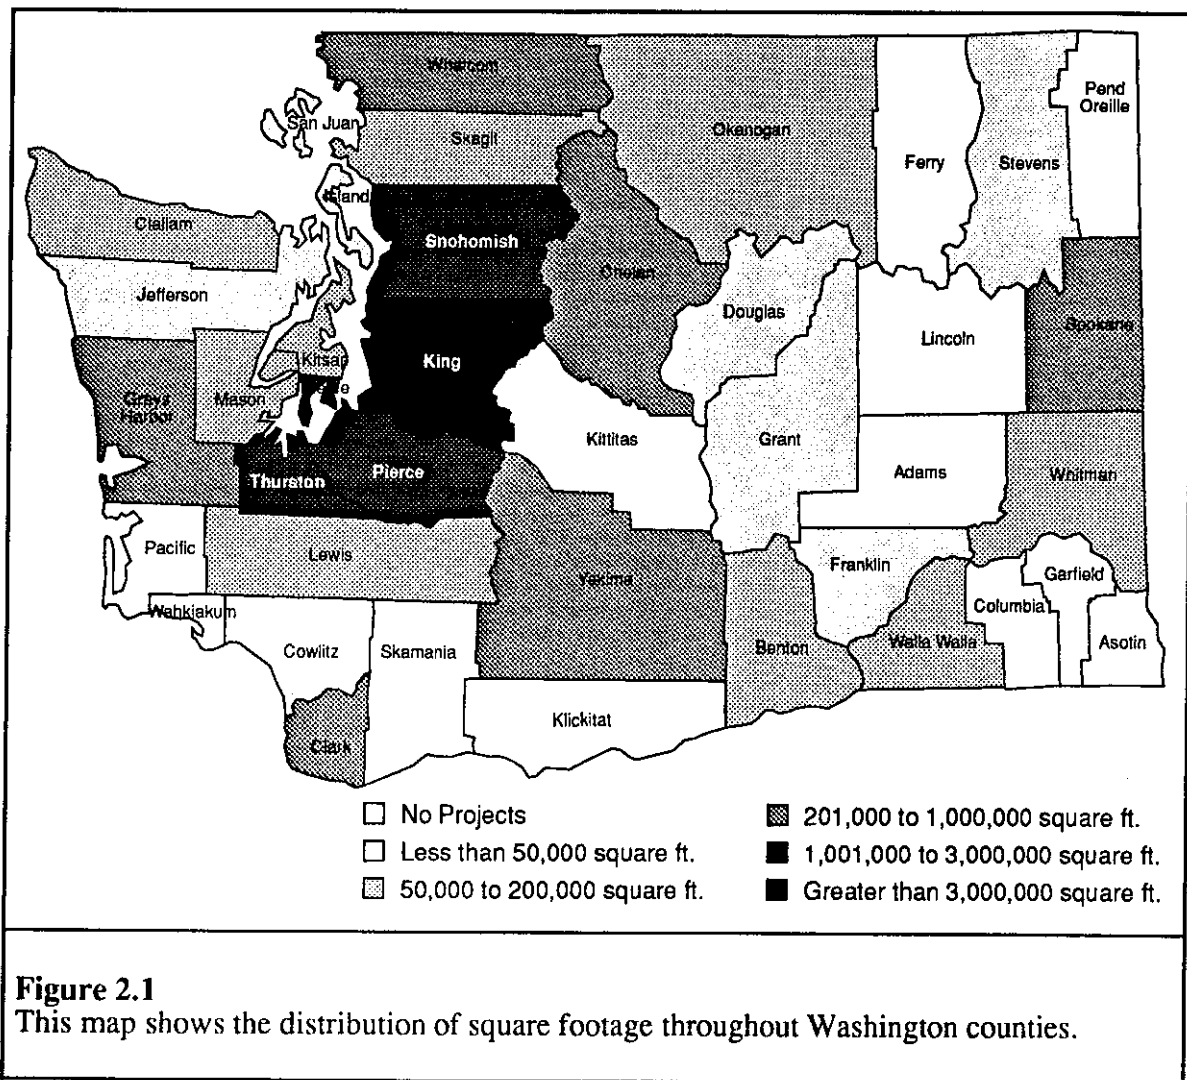 Whatcom
San Juan
Skagit
Okanogan
Ferry
Stevens
Pend
Oreille
Island
Clallam
Snohomish
Chelan
Jefferson
Douglas
Lincoln
Spokane
King
Kitsap
Grays
Harbor
Mason
Kittitas
Grant
Adams
Whitman
Thurston
Pierce
Pacific
Lewis
Yakima
Franklin
Garfield
Columbia
Wahkiakum
Cowlitz
Skamania
Benton
Walla Walla
Asotin
Klickitat
Clark
No Projects
Less than 50,000 square ft.
50,000 to 200,000 square ft.
201,000 to 1,000,000 square ft.
1,001,000 to 3,000,000 square ft.
Greater than 3,000,000 square ft.
Figure 2.1
This map shows the distribution of square footage throughout Washington counties.